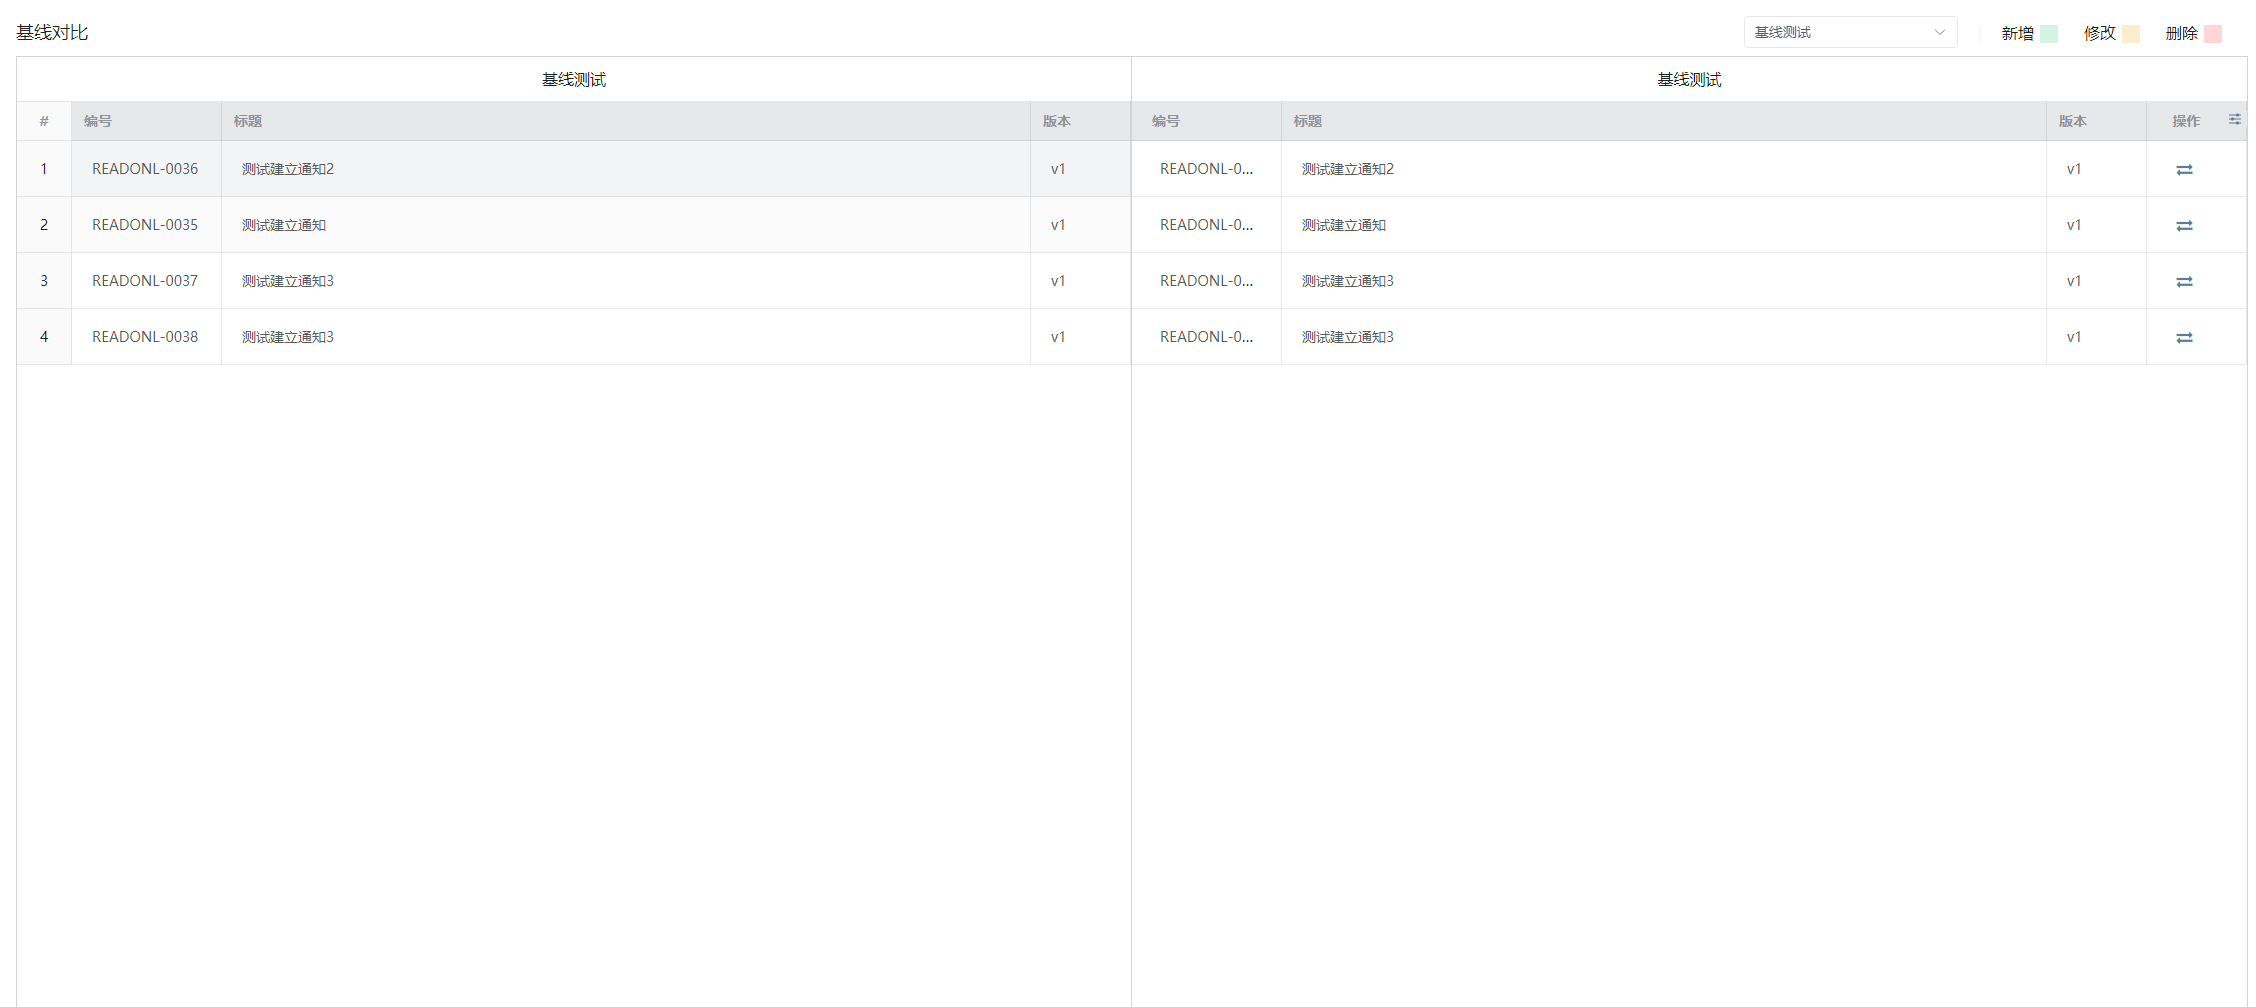 基线对比
基线测试 新增 修改 删除
基线测试 基线测试
# 编号 标题 版本 编号 标题 版本 操作
1 READONL-0036 测试建立通知2 v1 READONL-0... 测试建立通知2 v1
2 READONL-0035 测试建立通知 v1 READONL-0... 测试建立通知 v1
3 READONL-0037 测试建立通知3 v1 READONL-0... 测试建立通知3 v1
4 READONL-0038 测试建立通知3 v1 READONL-0... 测试建立通知3 v1